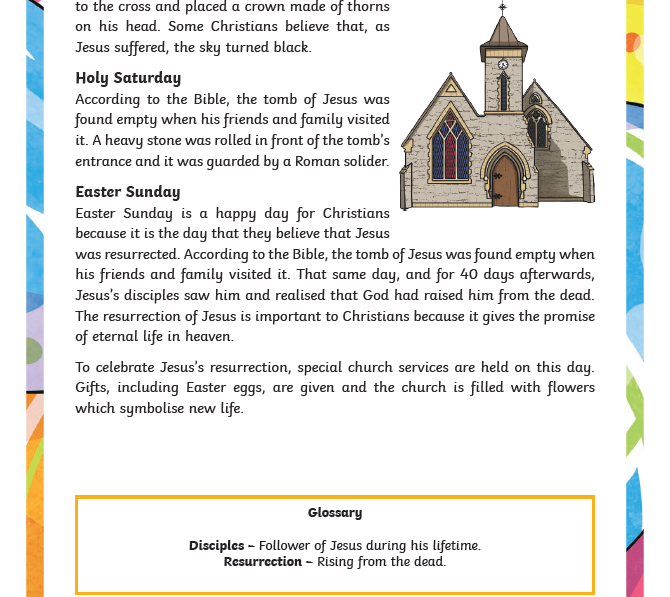 to the cross and placed a crown made of thorns
on his head. Some Christians believe that, as
Jesus suffered, the sky turned black.
Holy Saturday
According to the Bible, the tomb of Jesus was
found empty when his friends and family visited
it. A heavy stone was rolled in front of the tomb's
entrance and it was guarded by a Roman solider.
Easter Sunday
Easter Sunday is a happy day for Christians
because it is the day that they believe that Jesus
was resurrected. According to the Bible, the tomb of Jesus was found empty when
his friends and family visited it. That same day, and for 40 days afterwards,
Jesus's disciples saw him and realised that God had raised him from the dead.
The resurrection of Jesus is important to Christians because it gives the promise
of eternal life in heaven.
To celebrate Jesus's resurrection, special church services are held on this day.
Gifts, including Easter eggs, are given and the church is filled with flowers
which symbolise new life.
Glossary
Disciples – Follower of Jesus during his lifetime.
Resurrection – Rising from the dead.